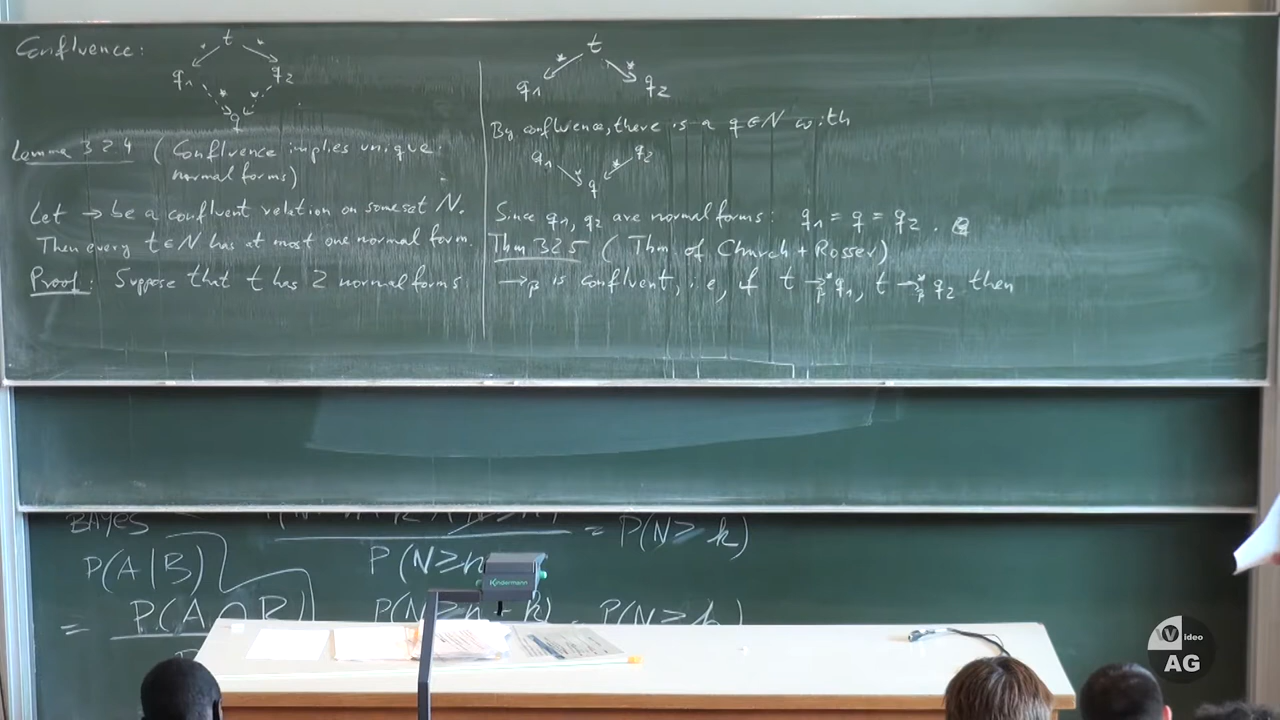 Confluence:
t
* *
q1 q2
* *
q
Lemma 3.2.4 (Confluence implies unique
normal forms)
Let → be a confluent relation on some set N.
Then every t ∈ N has at most one normal form.
Proof: Suppose that t has 2 normal forms
t
* *
q1 q2
By confluence, there is a q ∈ N with
q1 q2
* *
q
Since q1, q2 are normal forms: q1 = q = q2.
Thm 3.2.5 (Thm of Church + Rosser)
→β is confluent, i.e, if t →*β q1, t →*β q2 then
BAYES
= P(N ≥ k)
P(A|B)
P(N ≥ n
= P(A ∩ B)
P(N ≥ n + k)
P(N ≥ k)
Kindermann
Video
AG